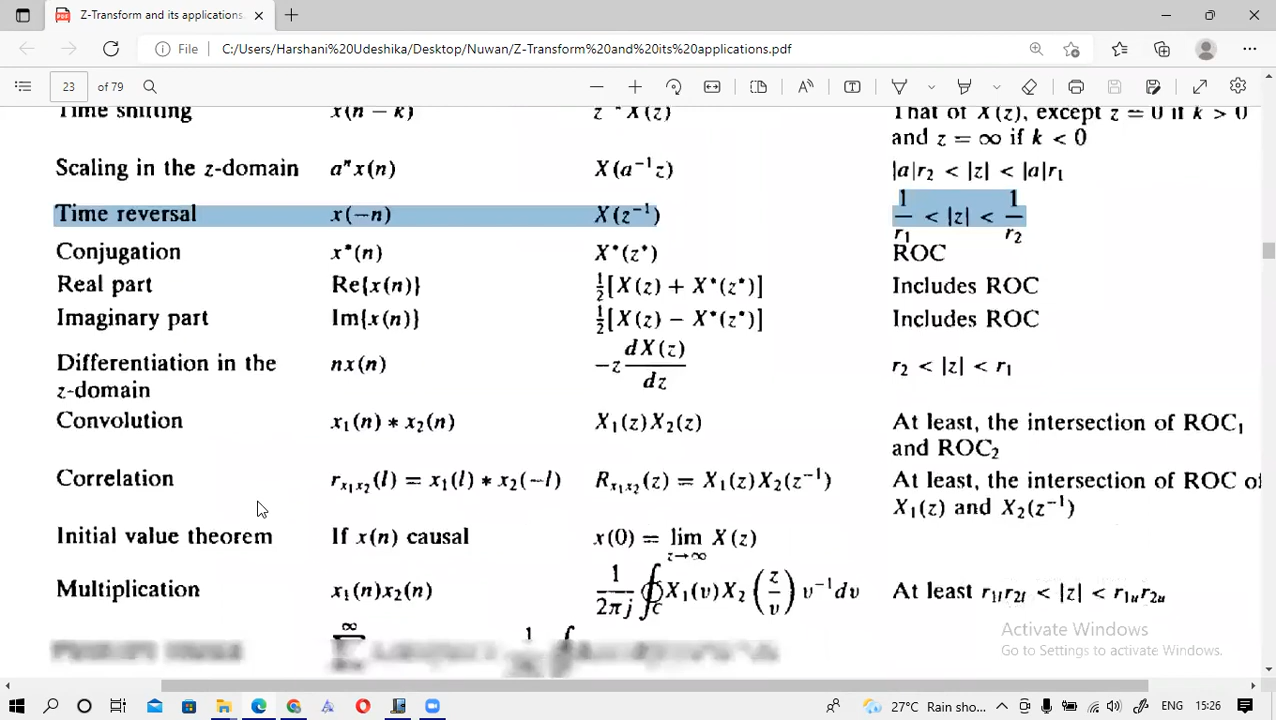 Z-Transform and its applications.
File C:/Users/Harshani%20Udeshika/Desktop/Nuwan/Z-Transform%20and%20its%20applications.pdf
23 of 79
Time shifting x(n − k) z⁻ᵏX(z) That of X(z), except z = 0 if k > 0
and z = ∞ if k < 0
Scaling in the z-domain aⁿx(n) X(a⁻¹z) |a|r₂ < |z| < |a|r₁
Time reversal x(−n) X(z⁻¹) 1/r₁ < |z| < 1/r₂
Conjugation x*(n) X*(z*) ROC
Real part Re{x(n)} ½[X(z) + X*(z*)] Includes ROC
Imaginary part Im{x(n)} ½[X(z) − X*(z*)] Includes ROC
Differentiation in the nx(n) −z dX(z)/dz r₂ < |z| < r₁
z-domain
Convolution x₁(n) * x₂(n) X₁(z)X₂(z) At least, the intersection of ROC₁
and ROC₂
Correlation rₓ₁ₓ₂(l) = x₁(l) * x₂(−l) Rₓ₁ₓ₂(z) = X₁(z)X₂(z⁻¹) At least, the intersection of ROC of
X₁(z) and X₂(z⁻¹)
Initial value theorem If x(n) causal x(0) = lim z→∞ X(z)
Multiplication x₁(n)x₂(n) 1/2πj ∮C X₁(v)X₂(z/v)v⁻¹dv At least r₁ₗr₂ₗ < |z| < r₁ᵤr₂ᵤ
∞
∑ 1 ∫
Activate Windows
Go to Settings to activate Windows.
27°C Rain sho... ENG 15:26